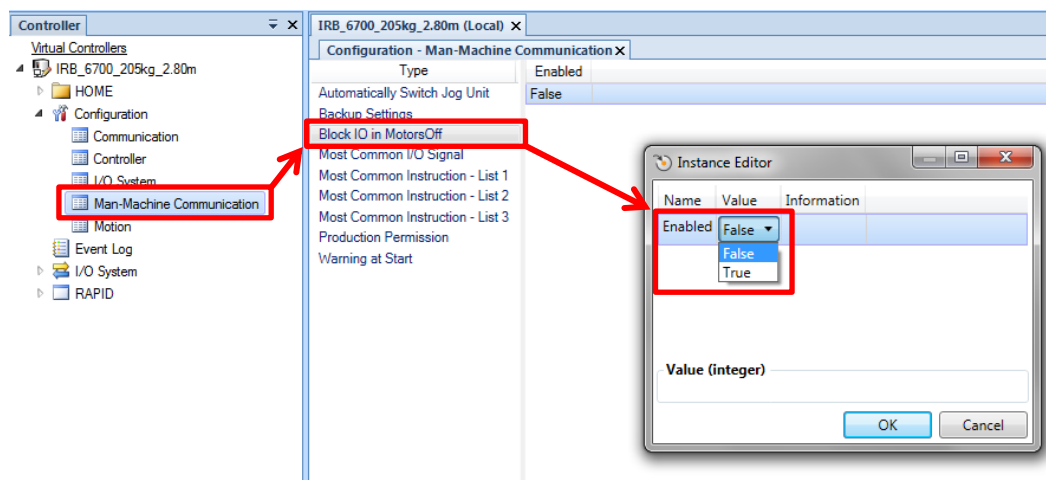 Controller
Virtual Controllers
IRB_6700_205kg_2.80m
HOME
Configuration
Communication
Controller
I/O System
Man-Machine Communication
Motion
Event Log
I/O System
RAPID
IRB_6700_205kg_2.80m (Local) X
Configuration - Man-Machine Communication X
Type Enabled
Automatically Switch Jog Unit False
Backup Settings
Block IO in MotorsOff
Most Common I/O Signal
Most Common Instruction - List 1
Most Common Instruction - List 2
Most Common Instruction - List 3
Production Permission
Warning at Start
Instance Editor
Name Value Information
Enabled False
False
True
Value (integer)
OK Cancel